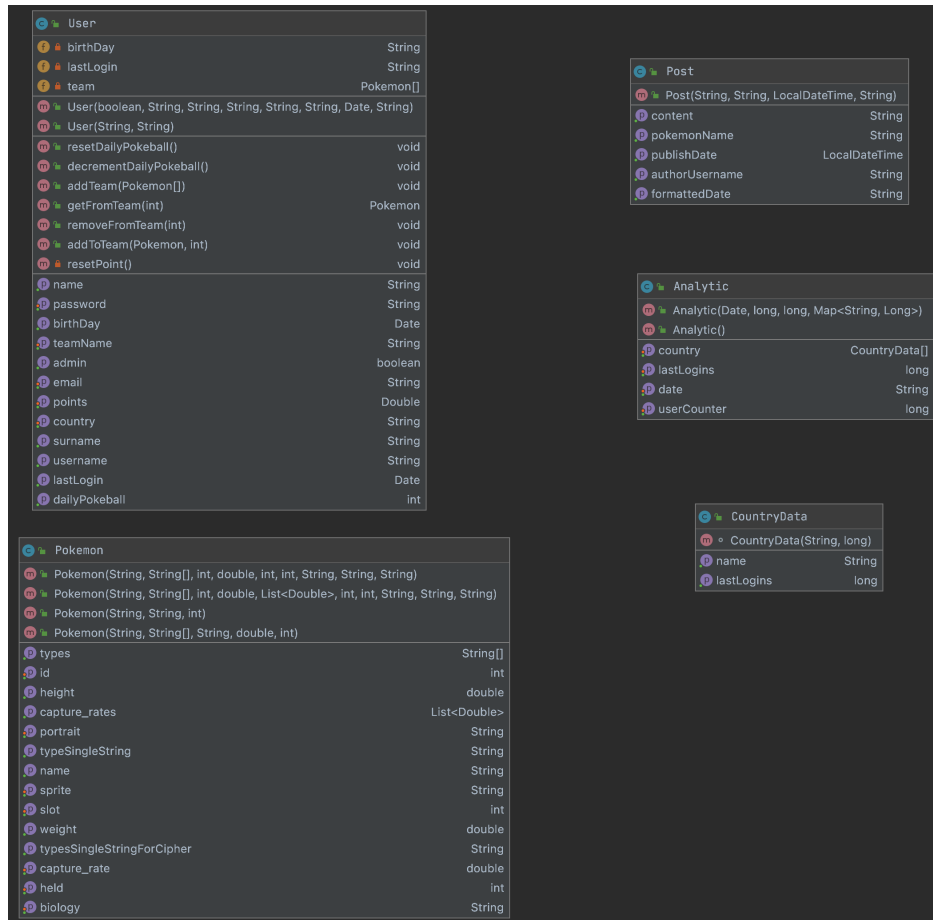 User
birthDay String
lastLogin String
team Pokemon[]
User(boolean, String, String, String, String, String, Date, String)
User(String, String)
resetDailyPokeball() void
decrementDailyPokeball() void
addTeam(Pokemon[]) void
getFromTeam(int) Pokemon
removeFromTeam(int) void
addToTeam(Pokemon, int) void
resetPoint() void
name String
password String
birthDay Date
teamName String
admin boolean
email String
points Double
country String
surname String
username String
lastLogin Date
dailyPokeball int
Pokemon
Pokemon(String, String[], int, double, int, int, String, String, String)
Pokemon(String, String[], int, double, List<Double>, int, int, String, String, String)
Pokemon(String, String, int)
Pokemon(String, String[], String, double, int)
types String[]
id int
height double
capture_rates List<Double>
portrait String
typeSingleString String
name String
sprite String
slot int
weight double
typesSingleStringForCipher String
capture_rate double
held int
biology String
Post
Post(String, String, LocalDateTime, String)
content String
pokemonName String
publishDate LocalDateTime
authorUsername String
formattedDate String
Analytic
Analytic(Date, long, long, Map<String, Long>)
Analytic()
country CountryData[]
lastLogins long
date String
userCounter long
CountryData
CountryData(String, long)
name String
lastLogins long